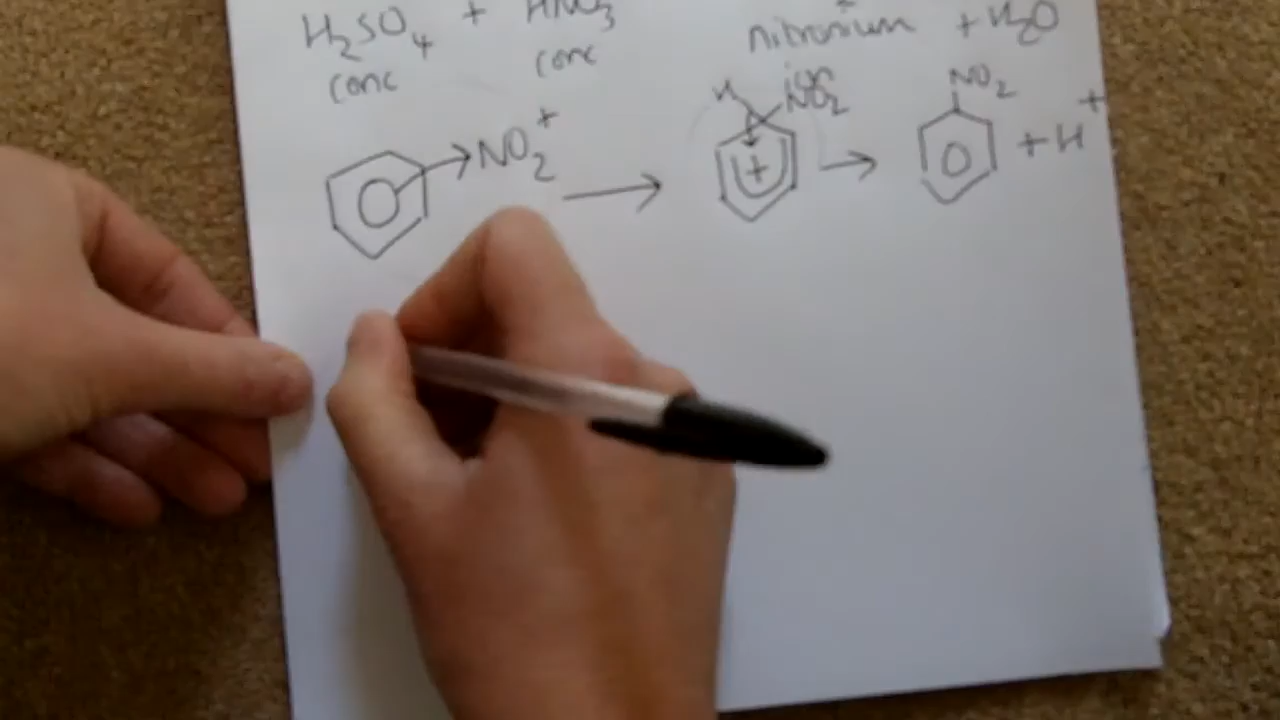 H2SO4 + HNO3
conc conc
nitronium + H2O
ion
NO2+ H NO2 + NO2 + H+